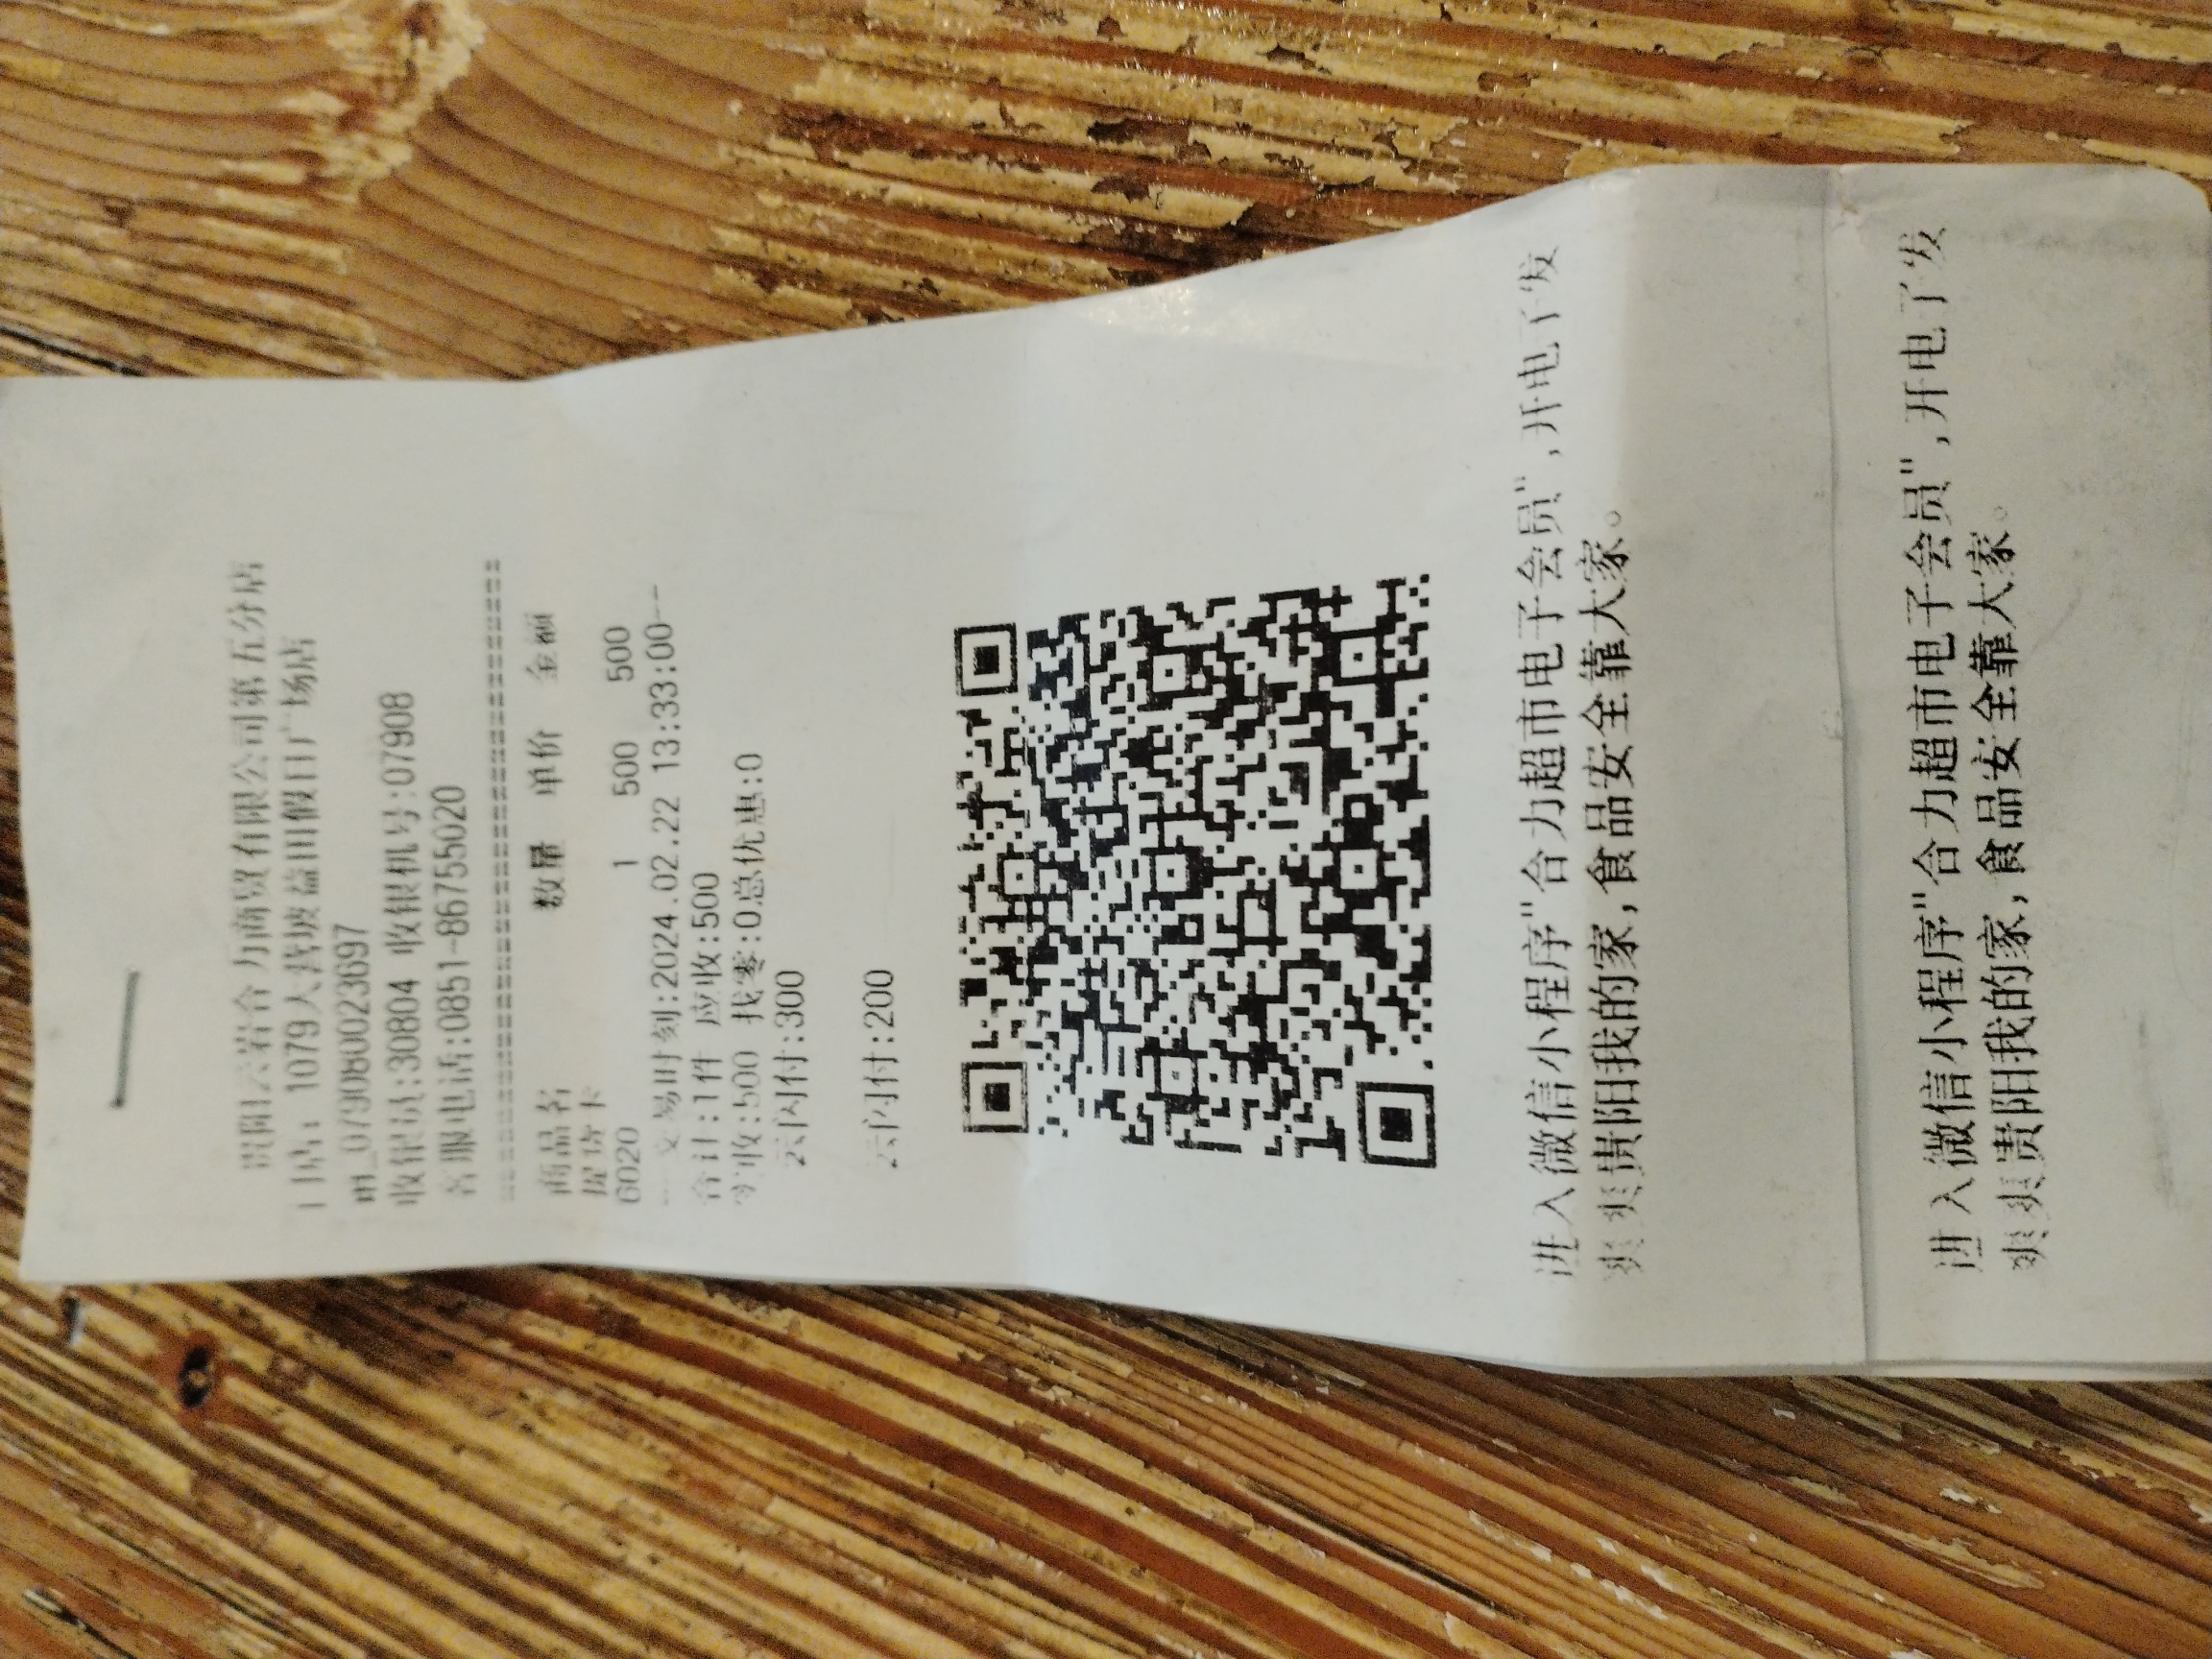 贵阳云岩合力商贸有限公司第五分店
门店: 1079大营坡益田假日广场店
收银员:30804 收银机号:07908
客服电话:0851-86755020
商品名 数量 单价 金额
提货卡
6020 1 500 500
---交易时刻:2024.02.22 13:33:00--
合计:1件 应收:500
实收:500 找零:0总优惠:0
云闪付:300
云闪付:200
进入微信小程序"合力超市电子会员",开电子发
爽爽贵阳我的家,食品安全靠大家。
进入微信小程序"合力超市电子会员",开电子发
爽爽贵阳我的家,食品安全靠大家。